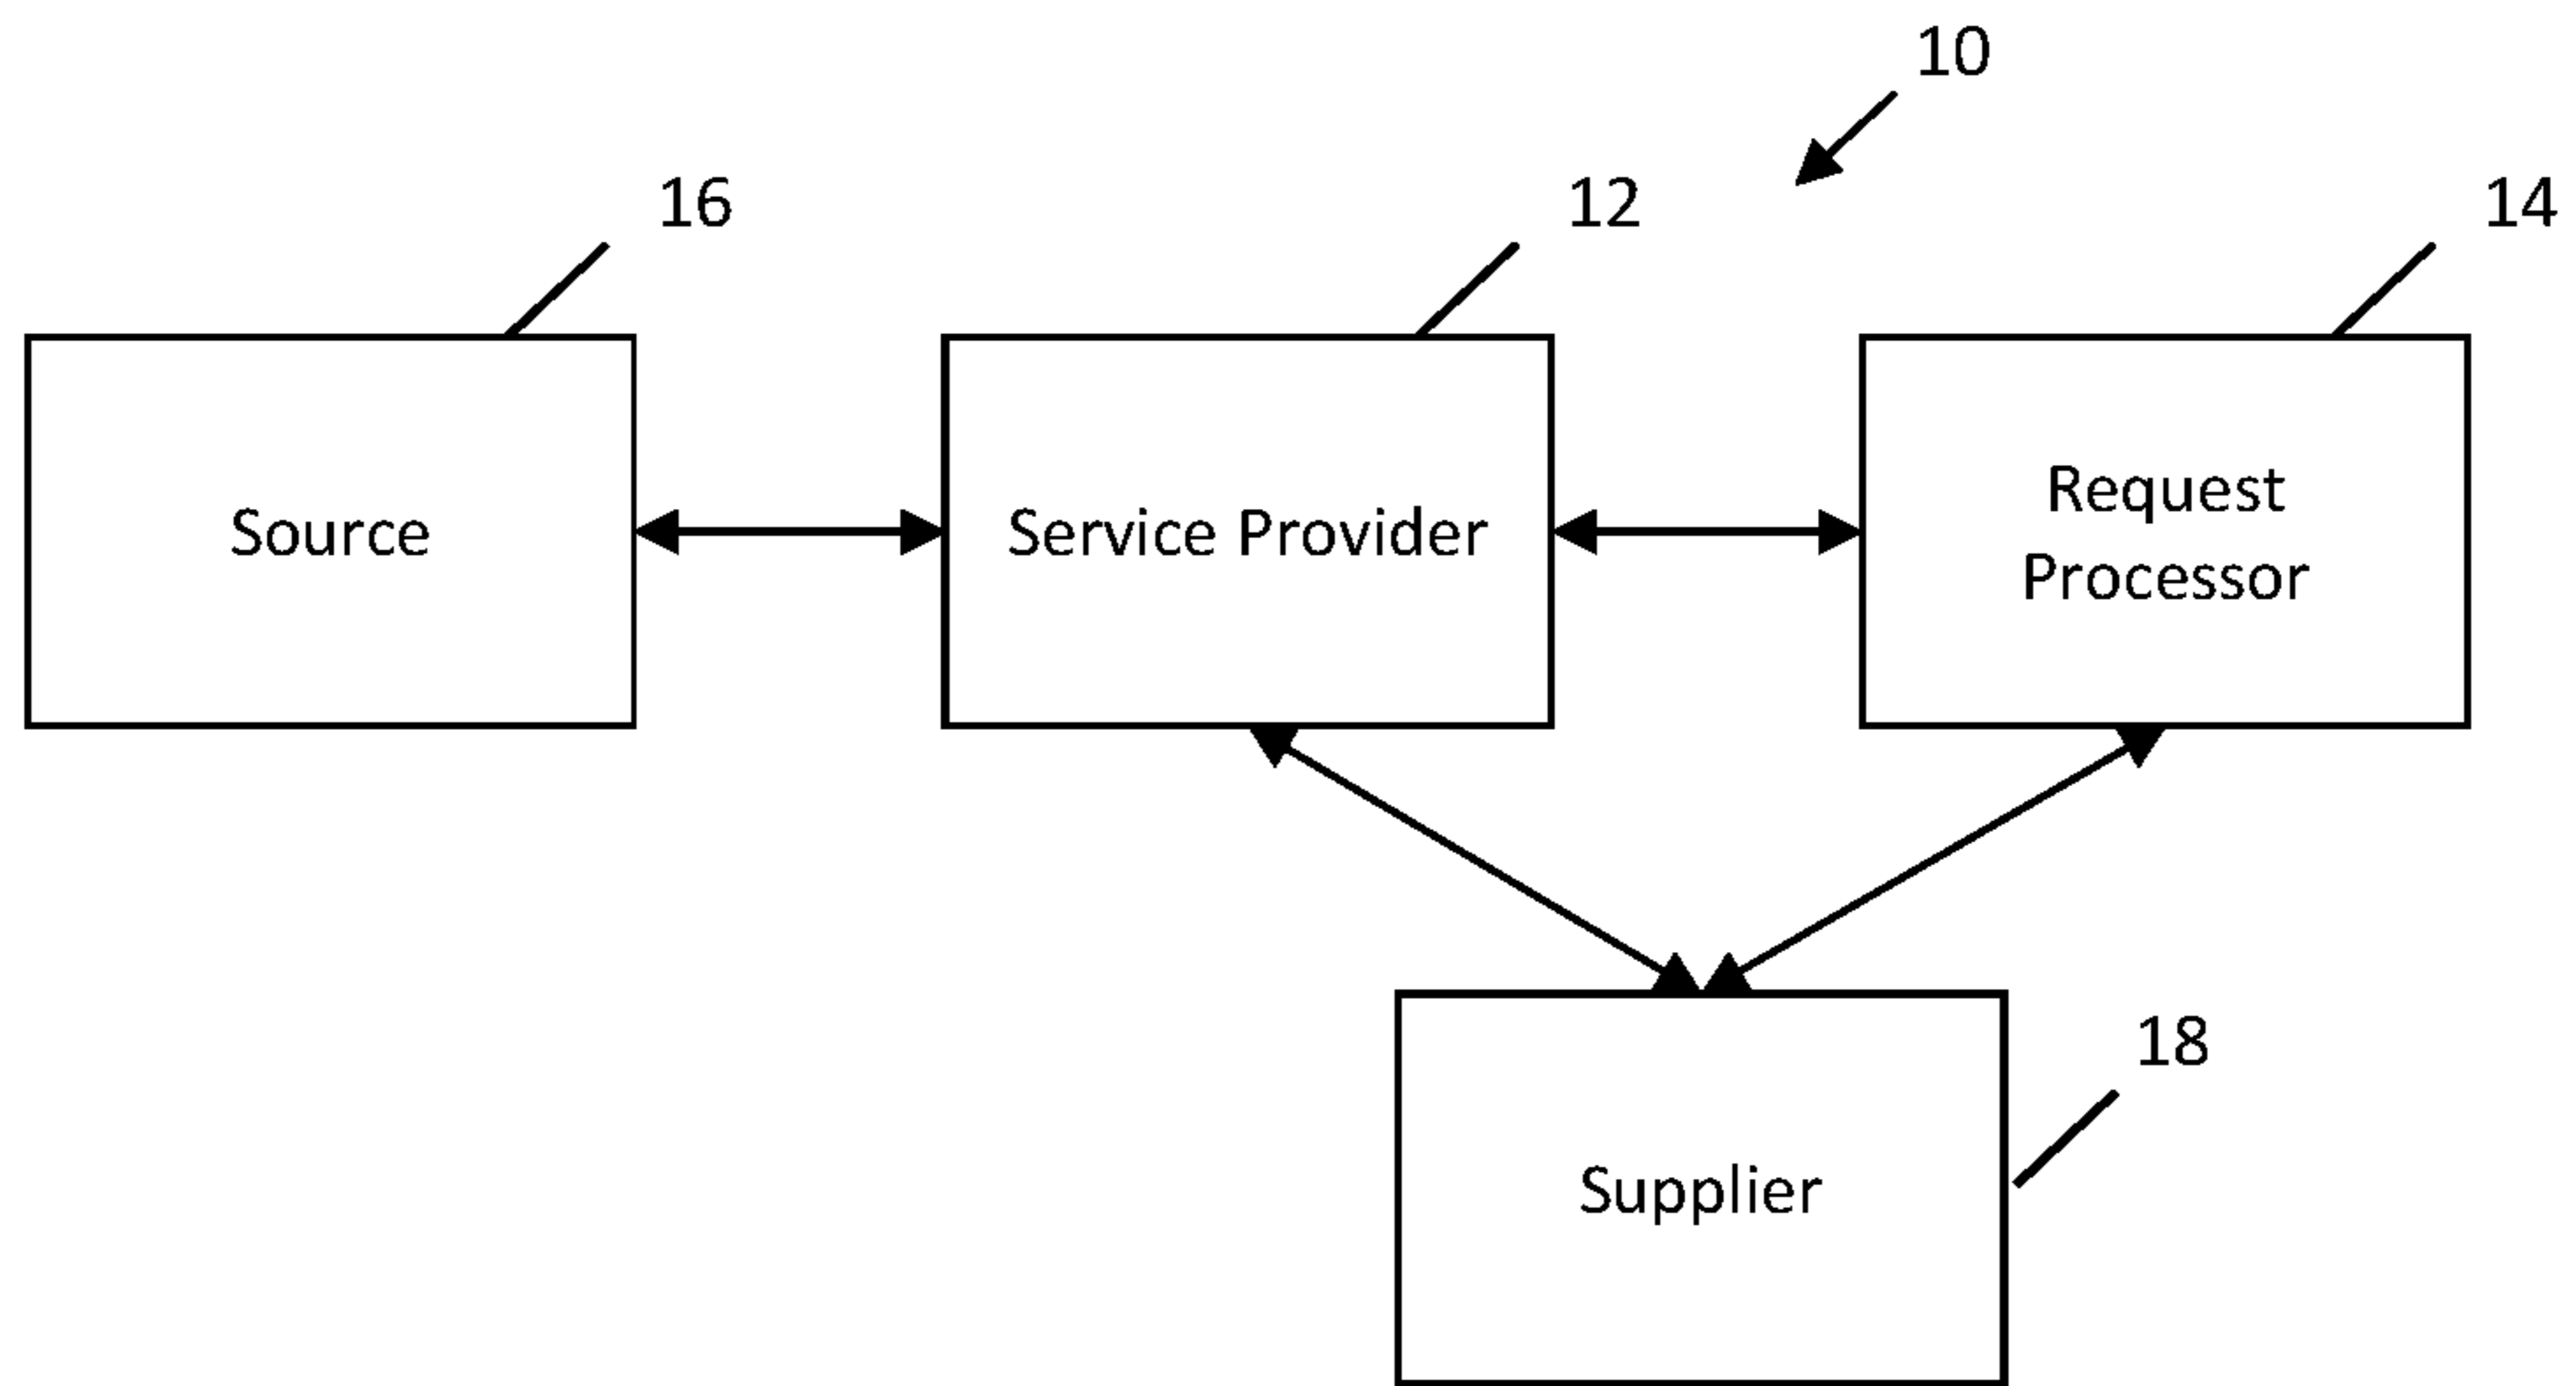 10
16
12
14
Source
Service Provider
Request
Processor
18
Supplier